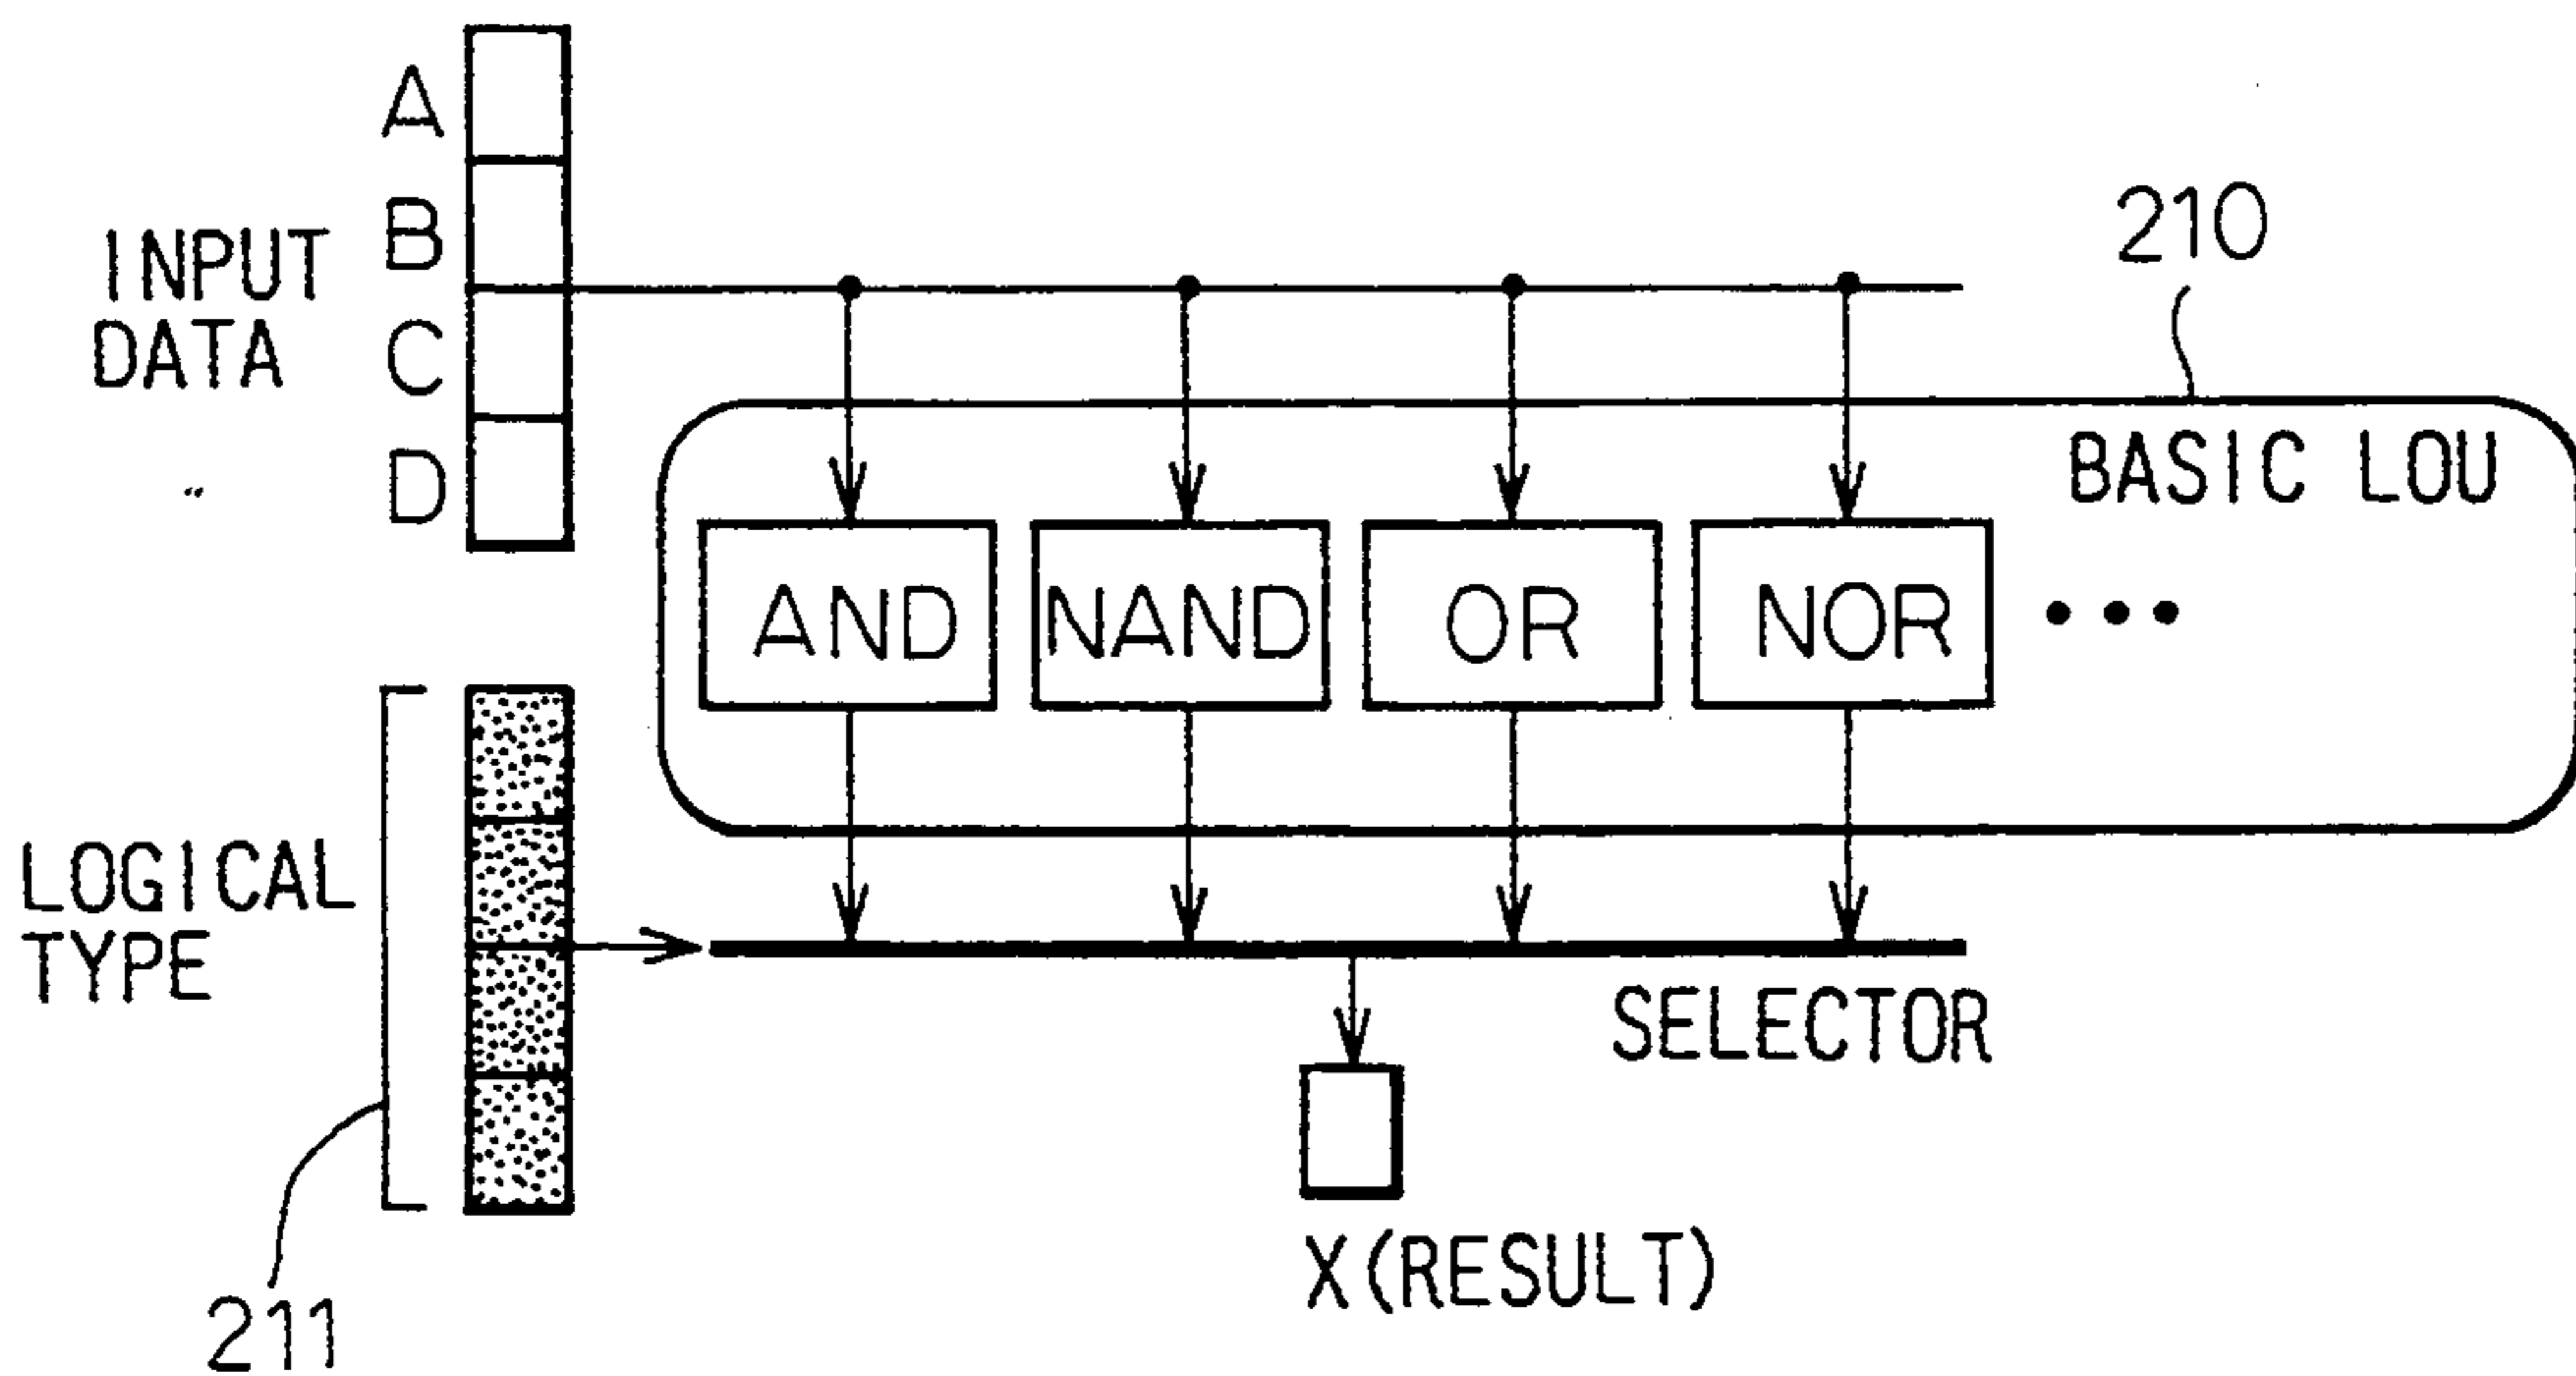 A
B
INPUT
DATA
C
D
210
BASIC LOU
AND
NAND
OR
NOR
•••
LOGICAL
TYPE
SELECTOR
X(RESULT)
211